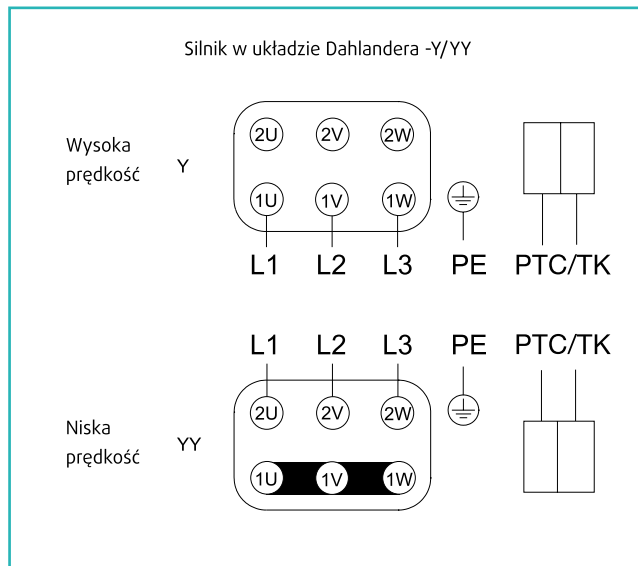 Silnik w układzie Dahlandera -Y/YY
Wysoka
prędkość
Y
2U 2V 2W
1U 1V 1W
L1 L2 L3 PE PTC/TK
L1 L2 L3 PE PTC/TK
Niska
prędkość
YY
2U 2V 2W
1U 1V 1W